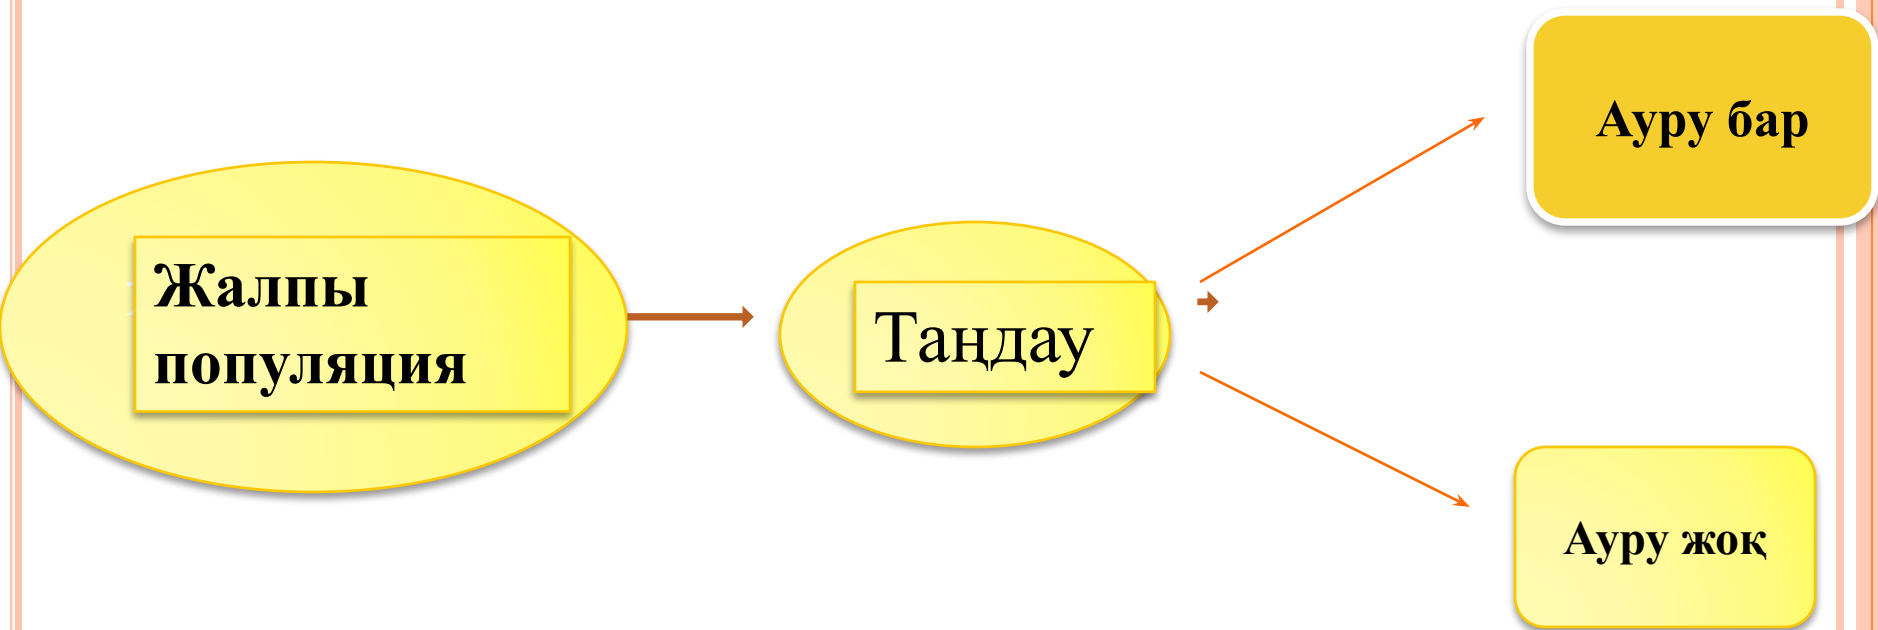 Жалпы
популяция
Таңдау
Ауру бар
Ауру жоқ